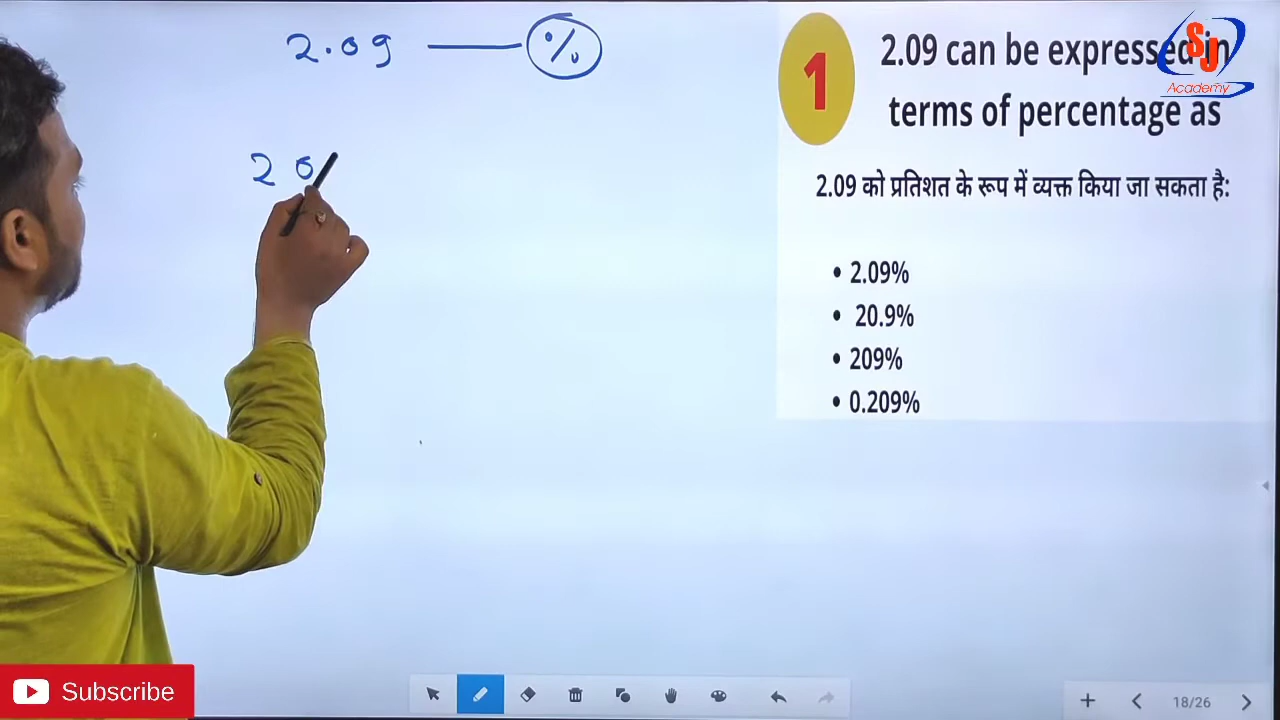 2.09 — %
2 0
1
2.09 can be expressed in
terms of percentage as
SJ
Academy
2.09 को प्रतिशत के रूप में व्यक्त किया जा सकता है:
• 2.09%
• 20.9%
• 209%
• 0.209%
Subscribe
18/26